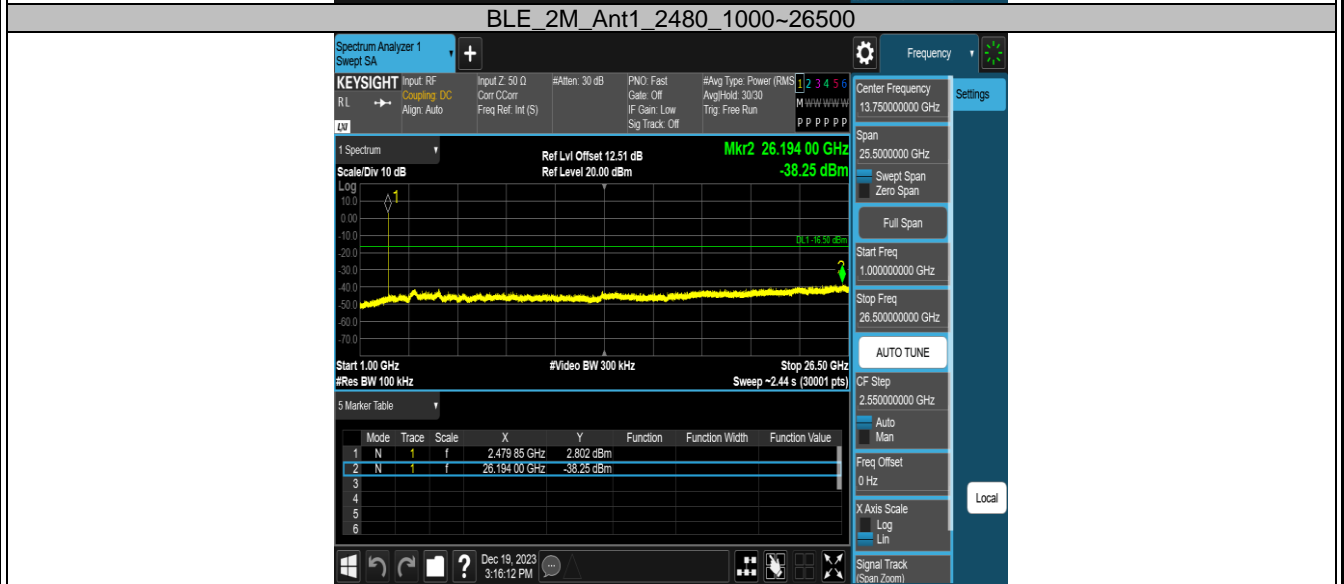 BLE_2M_Ant1_2480_1000~26500
Spectrum Analyzer 1
Swept SA
+
Frequency
KEYSIGHT
RL
LXI
Input: RF
Coupling: DC
Align: Auto
Input Z: 50 Ω
Corr CCorr
Freq Ref: Int (S)
#Atten: 30 dB
PNO: Fast
Gate: Off
IF Gain: Low
Sig Track: Off
#Avg Type: Power (RMS
Avg|Hold: 30/30
Trig: Free Run
1 2 3 4 5 6
M W W W W W
P P P P P P
1 Spectrum
Scale/Div 10 dB
Ref Lvl Offset 12.51 dB
Ref Level 20.00 dBm
Mkr2 26.194 00 GHz
-38.25 dBm
Log
10.0
0.00
-10.0
-20.0
-30.0
-40.0
-50.0
-60.0
-70.0
1
DL1 -16.50 dBm
2
Start 1.00 GHz
#Video BW 300 kHz
Stop 26.50 GHz
#Res BW 100 kHz
Sweep ~2.44 s (30001 pts)
5 Marker Table
Mode Trace Scale X Y Function Function Width Function Value
1 N 1 f 2.479 85 GHz 2.802 dBm
2 N 1 f 26.194 00 GHz -38.25 dBm
3
4
5
6
?
Dec 19, 2023
3:16:12 PM
Center Frequency
13.750000000 GHz
Settings
Span
25.5000000 GHz
Swept Span
Zero Span
Full Span
Start Freq
1.000000000 GHz
Stop Freq
26.500000000 GHz
AUTO TUNE
CF Step
2.550000000 GHz
Auto
Man
Freq Offset
0 Hz
X Axis Scale
Log
Lin
Signal Track
(Span Zoom)
Local